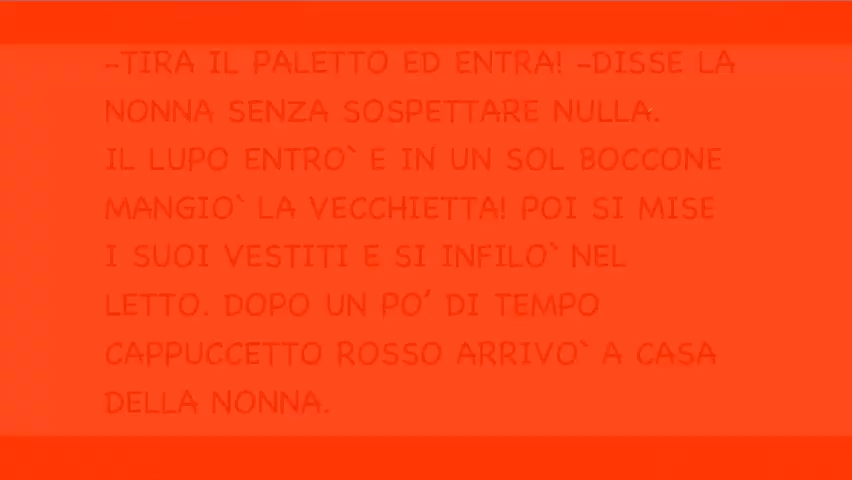 -TIRA IL PALETTO ED ENTRA! -DISSE LA
NONNA SENZA SOSPETTARE NULLA.
IL LUPO ENTRO` E IN UN SOL BOCCONE
MANGIO` LA VECCHIETTA! POI SI MISE
I SUOI VESTITI E SI INFILO` NEL
LETTO. DOPO UN PO' DI TEMPO
CAPPUCCETTO ROSSO ARRIVO` A CASA
DELLA NONNA.